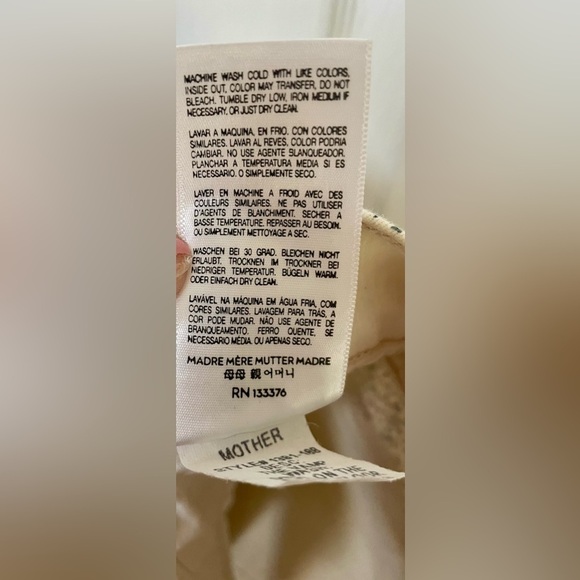 MACHINE WASH COLD WITH LIKE COLORS,
INSIDE OUT, COLOR MAY TRANSFER, DO NOT
BLEACH. TUMBLE DRY LOW, IRON MEDIUM IF
NECESSARY, OR JUST DRY CLEAN.
LAVAR A MAQUINA, EN FRIO. CON COLORES
SIMILARES. LAVAR AL REVES. COLOR PODRIA
CAMBIAR. NO USE AGENTE BLANQUEADOR.
PLANCHAR A TEMPERATURA MEDIA SI ES
NECESARIO. O SIMPLEMENTE SECO.
LAVER EN MACHINE A FROID AVEC DES
COULEURS SIMILAIRES. NE PAS UTILISER
D'AGENTS DE BLANCHIMENT. SECHER A
BASSE TEMPERATURE. REPASSER AU BESOIN.
OU SIMPLEMENT NETTOYAGE A SEC.
WASCHEN BEI 30 GRAD. BLEICHEN NICHT
ERLAUBT. TROCKNEN IM TROCKNER BEI
NIEDRIGER TEMPERATUR. BÜGELN WARM.
ODER EINFACH DRY CLEAN.
LAVÁVEL NA MÁQUINA EM ÁGUA FRIA, COM
CORES SIMILARES. LAVAGEM PARA TRÁS, A
COR PODE MUDAR. NÃO USE AGENTE DE
BRANQUEAMENTO. FERRO QUENTE, SE
NECESSÁRIO MÉDIA. OU APENAS SECO.
MADRE MÈRE MUTTER MADRE
母母 親 어머니
RN 133376
MOTHER
STYLE#
DESC:
ON THE